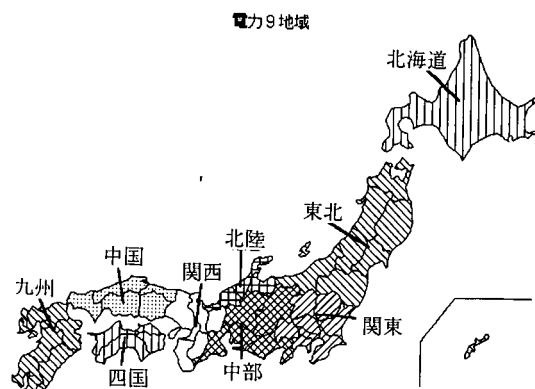 電力9地域
北海道
東北
北陸
中国
関西
九州
関東
四国
中部